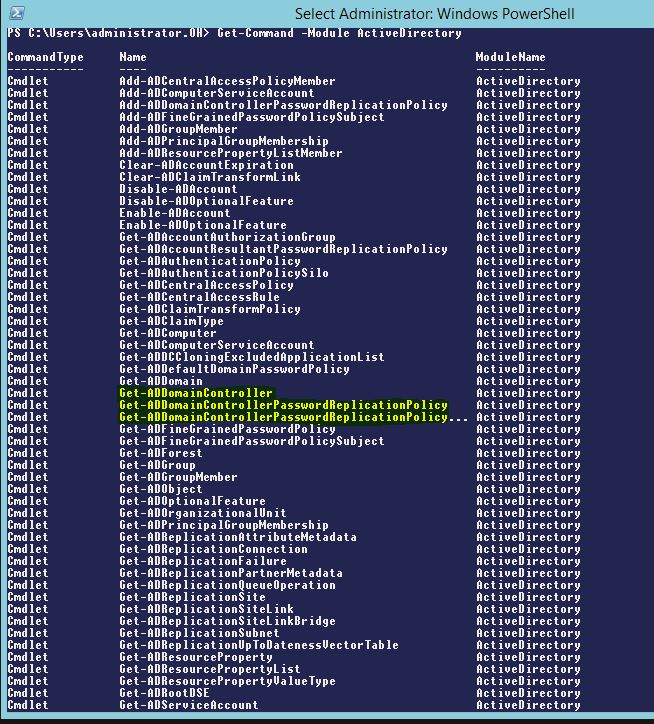 Select Administrator: Windows PowerShell
PS C:\Users\administrator.OH> Get-Command -Module ActiveDirectory
CommandType Name ModuleName
----------- ---- ----------
Cmdlet Add-ADCentralAccessPolicyMember ActiveDirectory
Cmdlet Add-ADComputerServiceAccount ActiveDirectory
Cmdlet Add-ADDomainControllerPasswordReplicationPolicy ActiveDirectory
Cmdlet Add-ADFineGrainedPasswordPolicySubject ActiveDirectory
Cmdlet Add-ADGroupMember ActiveDirectory
Cmdlet Add-ADPrincipalGroupMembership ActiveDirectory
Cmdlet Add-ADResourcePropertyListMember ActiveDirectory
Cmdlet Clear-ADAccountExpiration ActiveDirectory
Cmdlet Clear-ADClaimTransformLink ActiveDirectory
Cmdlet Disable-ADAccount ActiveDirectory
Cmdlet Disable-ADOptionalFeature ActiveDirectory
Cmdlet Enable-ADAccount ActiveDirectory
Cmdlet Enable-ADOptionalFeature ActiveDirectory
Cmdlet Get-ADAccountAuthorizationGroup ActiveDirectory
Cmdlet Get-ADAccountResultantPasswordReplicationPolicy ActiveDirectory
Cmdlet Get-ADAuthenticationPolicy ActiveDirectory
Cmdlet Get-ADAuthenticationPolicySilo ActiveDirectory
Cmdlet Get-ADCentralAccessPolicy ActiveDirectory
Cmdlet Get-ADCentralAccessRule ActiveDirectory
Cmdlet Get-ADClaimTransformPolicy ActiveDirectory
Cmdlet Get-ADClaimType ActiveDirectory
Cmdlet Get-ADComputer ActiveDirectory
Cmdlet Get-ADComputerServiceAccount ActiveDirectory
Cmdlet Get-ADDCCloningExcludedApplicationList ActiveDirectory
Cmdlet Get-ADDefaultDomainPasswordPolicy ActiveDirectory
Cmdlet Get-ADDomain ActiveDirectory
Cmdlet Get-ADDomainController ActiveDirectory
Cmdlet Get-ADDomainControllerPasswordReplicationPolicy ActiveDirectory
Cmdlet Get-ADDomainControllerPasswordReplicationPolicy... ActiveDirectory
Cmdlet Get-ADFineGrainedPasswordPolicy ActiveDirectory
Cmdlet Get-ADFineGrainedPasswordPolicySubject ActiveDirectory
Cmdlet Get-ADForest ActiveDirectory
Cmdlet Get-ADGroup ActiveDirectory
Cmdlet Get-ADGroupMember ActiveDirectory
Cmdlet Get-ADObject ActiveDirectory
Cmdlet Get-ADOptionalFeature ActiveDirectory
Cmdlet Get-ADOrganizationalUnit ActiveDirectory
Cmdlet Get-ADPrincipalGroupMembership ActiveDirectory
Cmdlet Get-ADReplicationAttributeMetadata ActiveDirectory
Cmdlet Get-ADReplicationConnection ActiveDirectory
Cmdlet Get-ADReplicationFailure ActiveDirectory
Cmdlet Get-ADReplicationPartnerMetadata ActiveDirectory
Cmdlet Get-ADReplicationQueueOperation ActiveDirectory
Cmdlet Get-ADReplicationSite ActiveDirectory
Cmdlet Get-ADReplicationSiteLink ActiveDirectory
Cmdlet Get-ADReplicationSiteLinkBridge ActiveDirectory
Cmdlet Get-ADReplicationSubnet ActiveDirectory
Cmdlet Get-ADReplicationUpToDatenessVectorTable ActiveDirectory
Cmdlet Get-ADResourceProperty ActiveDirectory
Cmdlet Get-ADResourcePropertyList ActiveDirectory
Cmdlet Get-ADResourcePropertyValueType ActiveDirectory
Cmdlet Get-ADRootDSE ActiveDirectory
Cmdlet Get-ADServiceAccount ActiveDirectory